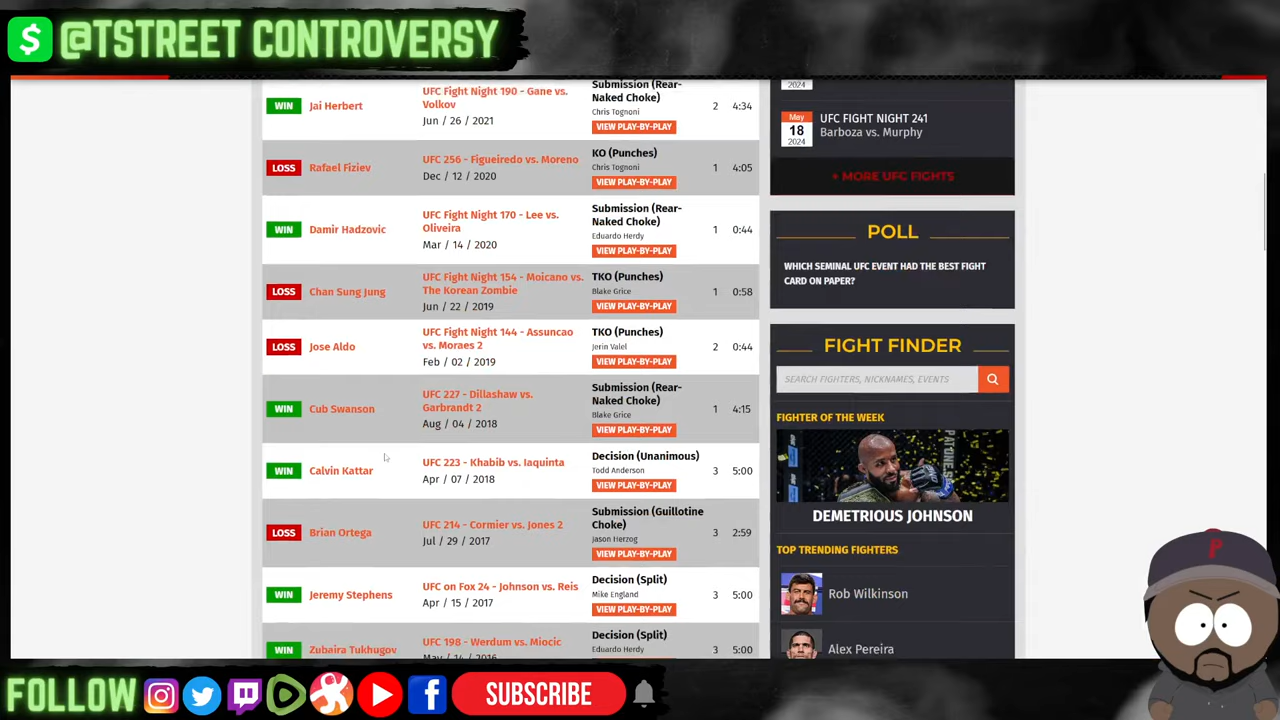 $ @TSTREET CONTROVERSY
WIN Jai Herbert UFC Fight Night 190 - Gane vs. Submission (Rear- 2 4:34
Volkov Naked Choke)
Jun / 26 / 2021 Chris Tognoni
VIEW PLAY-BY-PLAY
LOSS Rafael Fiziev UFC 256 - Figueiredo vs. Moreno KO (Punches) 1 4:05
Dec / 12 / 2020 Chris Tognoni
VIEW PLAY-BY-PLAY
WIN Damir Hadzovic UFC Fight Night 170 - Lee vs. Submission (Rear- 1 0:44
Oliveira Naked Choke)
Mar / 14 / 2020 Eduardo Herdy
VIEW PLAY-BY-PLAY
LOSS Chan Sung Jung UFC Fight Night 154 - Moicano vs. TKO (Punches) 1 0:58
The Korean Zombie Blake Grice
Jun / 22 / 2019 VIEW PLAY-BY-PLAY
LOSS Jose Aldo UFC Fight Night 144 - Assuncao TKO (Punches) 2 0:44
vs. Moraes 2 Jerin Valel
Feb / 02 / 2019 VIEW PLAY-BY-PLAY
WIN Cub Swanson UFC 227 - Dillashaw vs. Submission (Rear- 1 4:15
Garbrandt 2 Naked Choke)
Aug / 04 / 2018 Blake Grice
VIEW PLAY-BY-PLAY
WIN Calvin Kattar UFC 223 - Khabib vs. Iaquinta Decision (Unanimous) 3 5:00
Apr / 07 / 2018 Todd Anderson
VIEW PLAY-BY-PLAY
LOSS Brian Ortega UFC 214 - Cormier vs. Jones 2 Submission (Guillotine 3 2:59
Jul / 29 / 2017 Choke)
Jason Herzog
VIEW PLAY-BY-PLAY
WIN Jeremy Stephens UFC on Fox 24 - Johnson vs. Reis Decision (Split) 3 5:00
Apr / 15 / 2017 Mike England
VIEW PLAY-BY-PLAY
Zubaira Tukhugov UFC 198 - Werdum vs. Miocic Decision (Split) 3 5:00
May / 14 / 2016 Eduardo Herdy
2024
May UFC FIGHT NIGHT 241
18 Barboza vs. Murphy
2024
+ MORE UFC FIGHTS
POLL
WHICH SEMINAL UFC EVENT HAD THE BEST FIGHT
CARD ON PAPER?
FIGHT FINDER
SEARCH FIGHTERS, NICKNAMES, EVENTS
FIGHTER OF THE WEEK
DEMETRIOUS JOHNSON
TOP TRENDING FIGHTERS
Rob Wilkinson
Alex Pereira
P
FOLLOW SUBSCRIBE